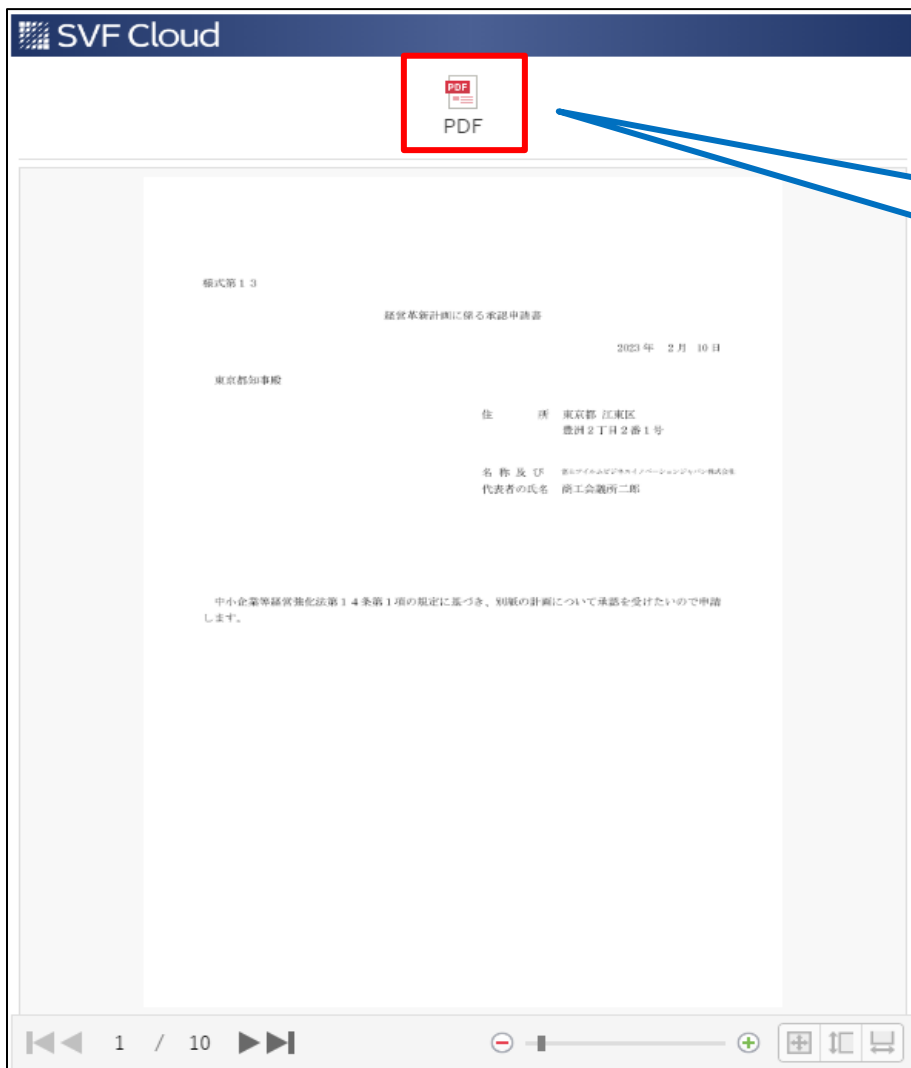 SVF Cloud
PDF
PDF
様式第１３
経営革新計画に係る承認申請書
2023 年　2 月　10 日
東京都知事殿
住　　所　東京都 江東区
豊洲２丁目２番１号
名 称 及 び
代表者の氏名　商工会議所二郎
中小企業等経営強化法第１４条第１項の規定に基づき、別紙の計画について承認を受けたいので申請
します。
1 / 10